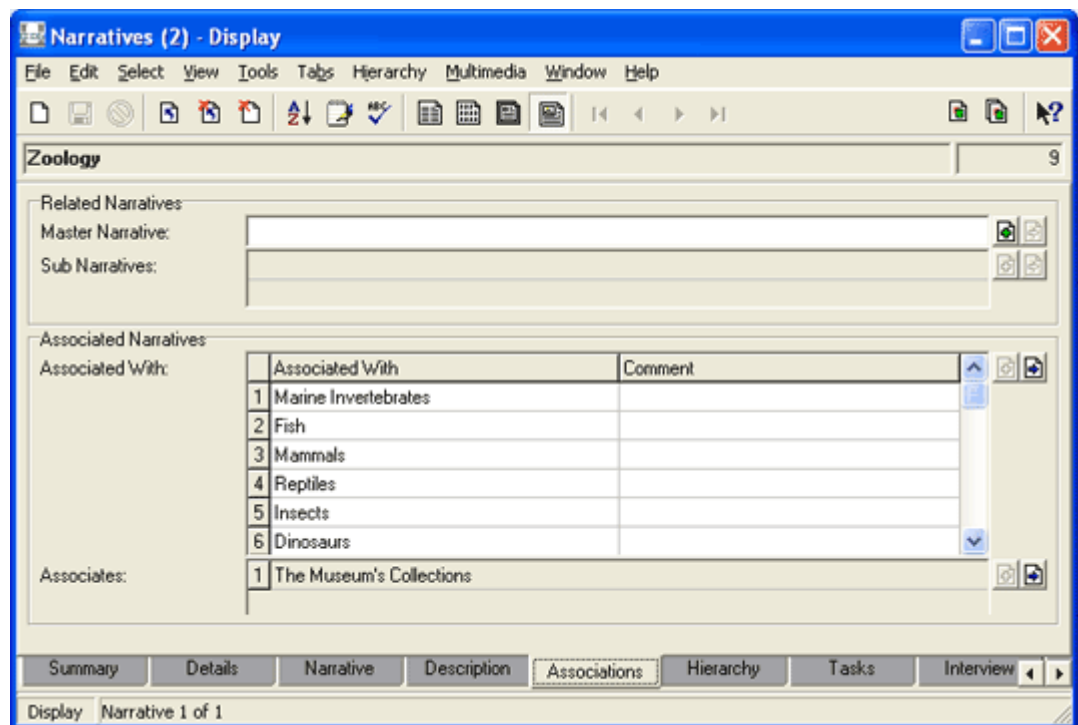 Narratives (2) - Display
File Edit Select View Tools Tabs Hierarchy Multimedia Window Help
Zoology 9
Related Narratives
Master Narrative:
Sub Narratives:
Associated Narratives
Associated With: Associated With Comment
1 Marine Invertebrates
2 Fish
3 Mammals
4 Reptiles
5 Insects
6 Dinosaurs
Associates: 1 The Museum's Collections
Summary Details Narrative Description Associations Hierarchy Tasks Interview
Display Narrative 1 of 1